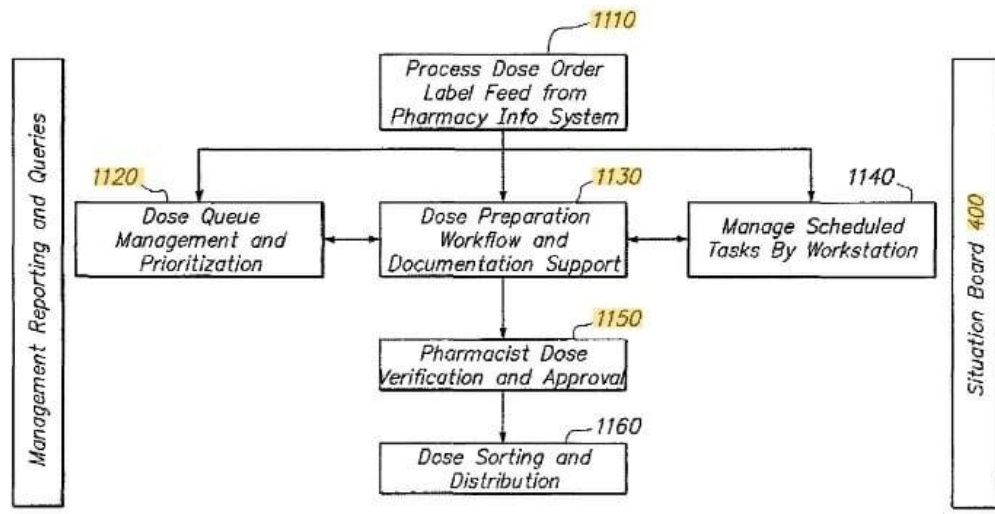 1110
Process Dose Order
Label Feed from
Pharmacy Info System
Management Reporting and Queries
1120
Dose Queue
Management and
Prioritization
1130
Dose Preparation
Workflow and
Documentation Support
1140
Manage Scheduled
Tasks By Workstation
Situation Board 400
1150
Pharmacist Dose
Verification and Approval
1160
Dose Sorting and
Distribution